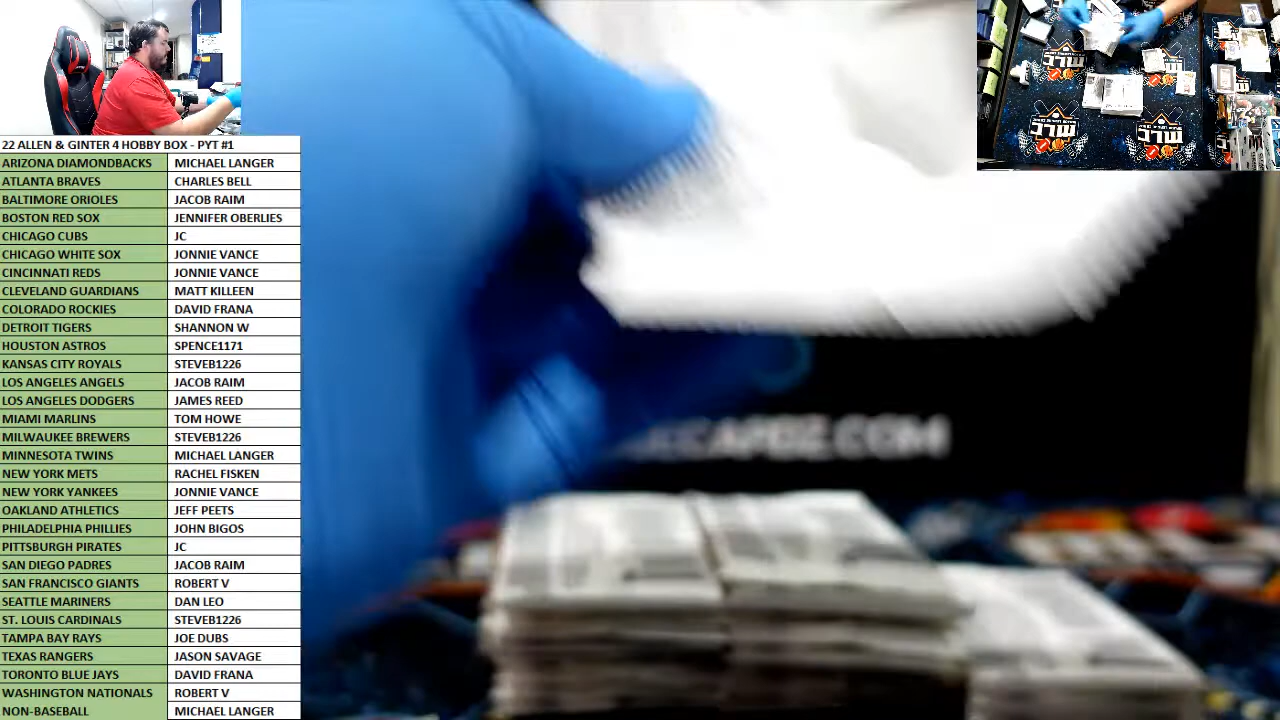 22 ALLEN & GINTER 4 HOBBY BOX - PYT #1
ARIZONA DIAMONDBACKS MICHAEL LANGER
ATLANTA BRAVES CHARLES BELL
BALTIMORE ORIOLES JACOB RAIM
BOSTON RED SOX JENNIFER OBERLIES
CHICAGO CUBS JC
CHICAGO WHITE SOX JONNIE VANCE
CINCINNATI REDS JONNIE VANCE
CLEVELAND GUARDIANS MATT KILLEEN
COLORADO ROCKIES DAVID FRANA
DETROIT TIGERS SHANNON W
HOUSTON ASTROS SPENCE1171
KANSAS CITY ROYALS STEVEB1226
LOS ANGELES ANGELS JACOB RAIM
LOS ANGELES DODGERS JAMES REED
MIAMI MARLINS TOM HOWE
MILWAUKEE BREWERS STEVEB1226
MINNESOTA TWINS MICHAEL LANGER
NEW YORK METS RACHEL FISKEN
NEW YORK YANKEES JONNIE VANCE
OAKLAND ATHLETICS JEFF PEETS
PHILADELPHIA PHILLIES JOHN BIGOS
PITTSBURGH PIRATES JC
SAN DIEGO PADRES JACOB RAIM
SAN FRANCISCO GIANTS ROBERT V
SEATTLE MARINERS DAN LEO
ST. LOUIS CARDINALS STEVEB1226
TAMPA BAY RAYS JOE DUBS
TEXAS RANGERS JASON SAVAGE
TORONTO BLUE JAYS DAVID FRANA
WASHINGTON NATIONALS ROBERT V
NON-BASEBALL MICHAEL LANGER
MLC
MLC
MLC
MLC